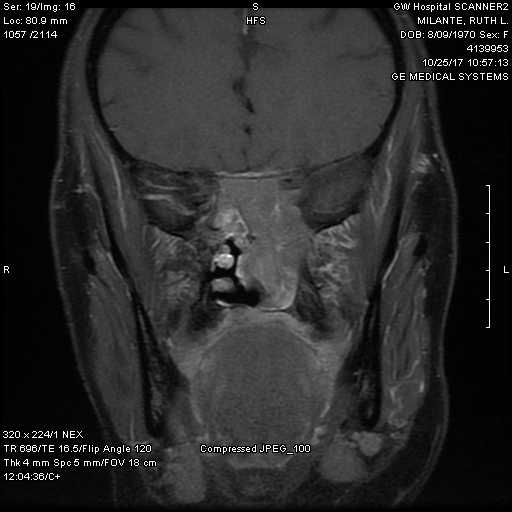 Ser: 19/Img: 16
Loc: 80.9 mm
1057 /2114
S
HFS
GW Hospital SCANNER2
MILANTE, RUTH L.
DOB: 8/09/1970 Sex: F
4139953
10/25/17 10:57:13
GE MEDICAL SYSTEMS
R
L
320 x 224/1 NEX
TR 696/TE 16.5/Flip Angle 120
Thk 4 mm Spc 5 mm/FOV 18 cm
12:04:36/C+
Compressed JPEG_100